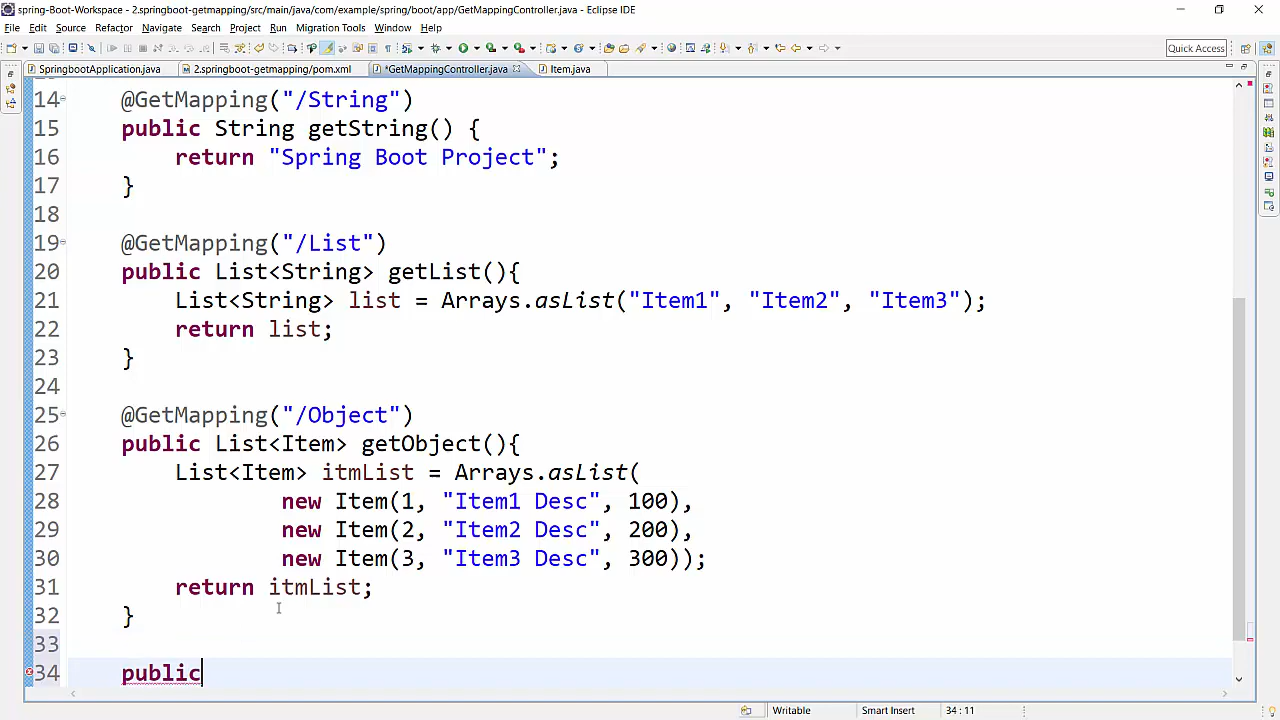 spring-Boot-Workspace - 2.springboot-getmapping/src/main/java/com/example/spring/boot/app/GetMappingController.java - Eclipse IDE
File Edit Source Refactor Navigate Search Project Run Migration Tools Window Help
Quick Access
SpringbootApplication.java 2.springboot-getmapping/pom.xml *GetMappingController.java Item.java
14 @GetMapping("/String")
15 public String getString() {
16 return "Spring Boot Project";
17 }
18
19 @GetMapping("/List")
20 public List<String> getList(){
21 List<String> list = Arrays.asList("Item1", "Item2", "Item3");
22 return list;
23 }
24
25 @GetMapping("/Object")
26 public List<Item> getObject(){
27 List<Item> itmList = Arrays.asList(
28 new Item(1, "Item1 Desc", 100),
29 new Item(2, "Item2 Desc", 200),
30 new Item(3, "Item3 Desc", 300));
31 return itmList;
32 }
33
34 public
Writable Smart Insert 34 : 11